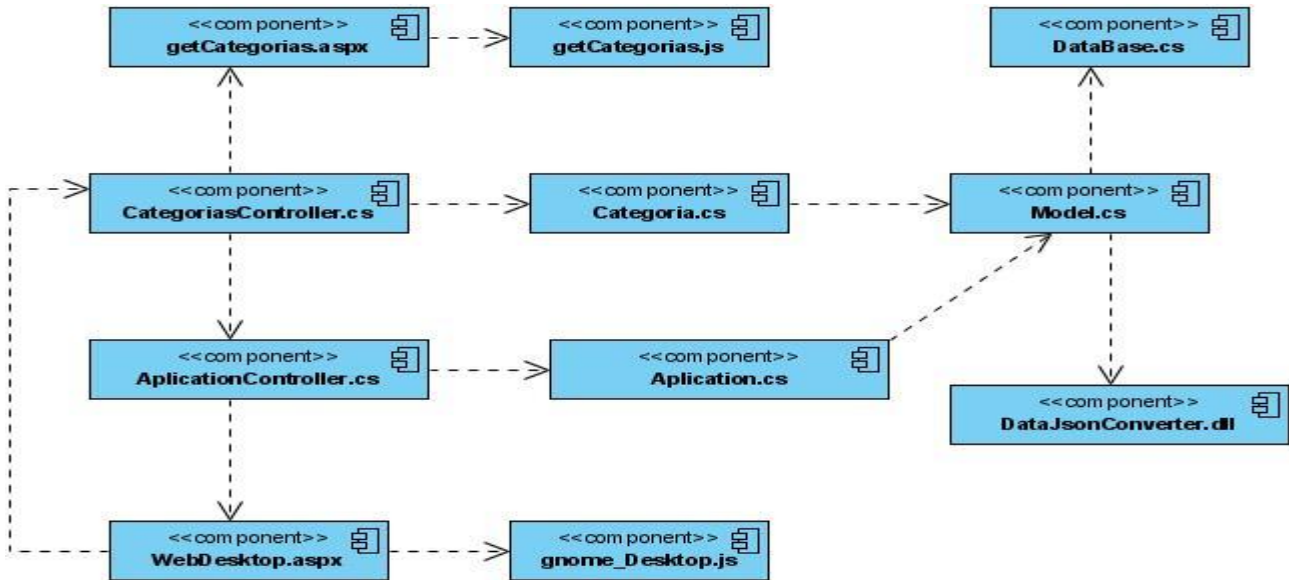 <<component>>
getCategorias.aspx
<<component>>
getCategorias.js
<<component>>
DataBase.cs
<<component>>
CategoriasController.cs
<<component>>
Categoria.cs
<<component>>
Model.cs
<<component>>
AplicationController.cs
<<component>>
Aplication.cs
<<component>>
DataJsonConverter.dll
<<component>>
WebDesktop.aspx
<<component>>
gnome_Desktop.js